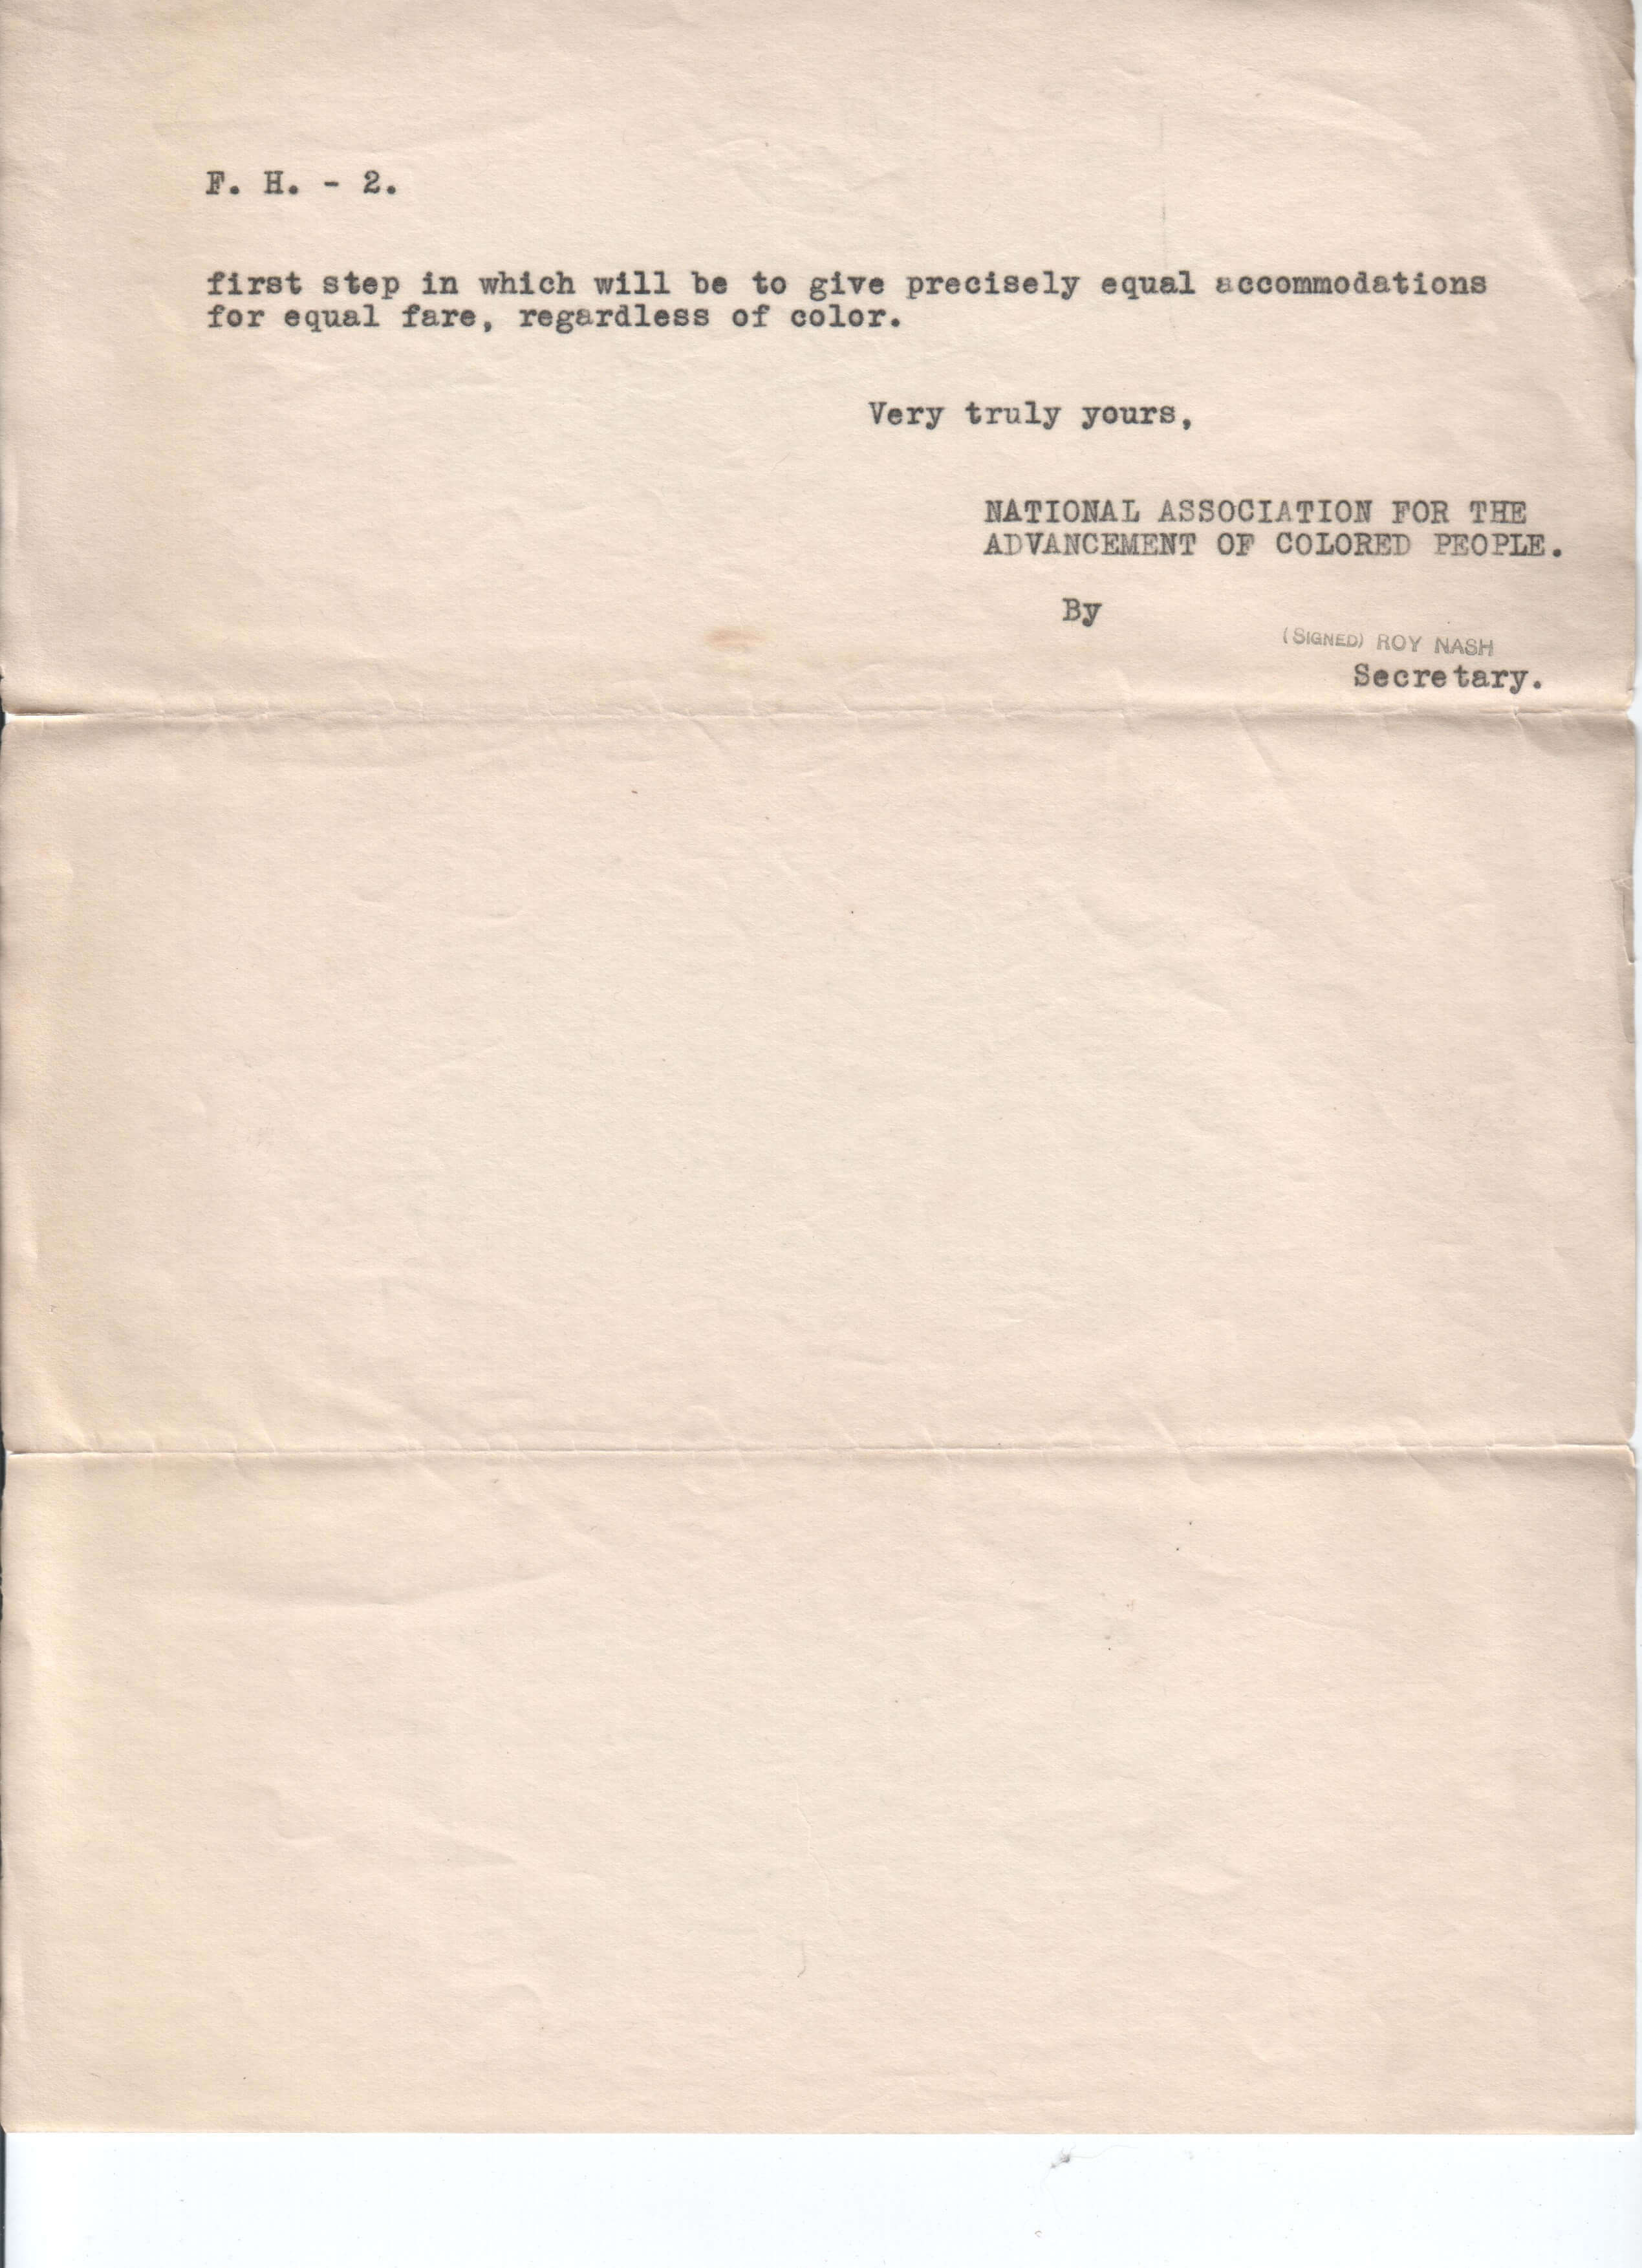 F. H. - 2.
first step in which will be to give precisely equal accommodations
for equal fare, regardless of color.
Very truly yours,
NATIONAL ASSOCIATION FOR THE
ADVANCEMENT OF COLORED PEOPLE.
By
(SIGNED) ROY NASH
Secretary.